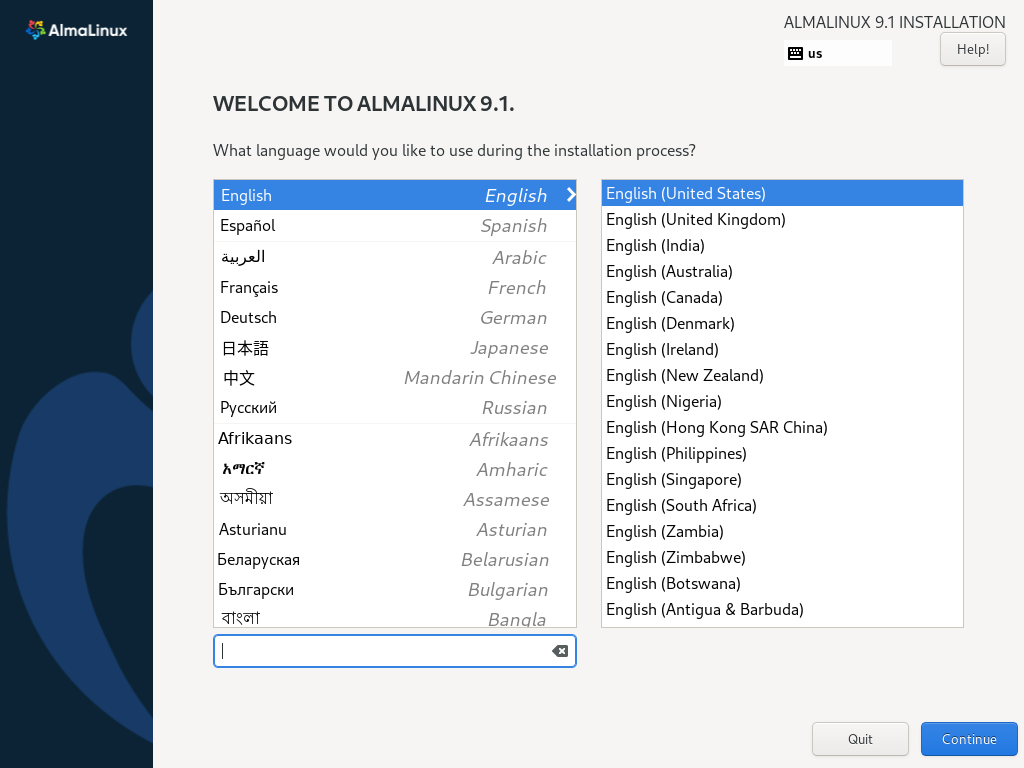 AlmaLinux
ALMALINUX 9.1 INSTALLATION
us
Help!
WELCOME TO ALMALINUX 9.1.
What language would you like to use during the installation process?
English English
Español Spanish
العربية Arabic
Français French
Deutsch German
日本語 Japanese
中文 Mandarin Chinese
Русский Russian
Afrikaans Afrikaans
አማርኛ Amharic
অসমীয়া Assamese
Asturianu Asturian
Беларуская Belarusian
Български Bulgarian
বাংলা Bangla
English (United States)
English (United Kingdom)
English (India)
English (Australia)
English (Canada)
English (Denmark)
English (Ireland)
English (New Zealand)
English (Nigeria)
English (Hong Kong SAR China)
English (Philippines)
English (Singapore)
English (South Africa)
English (Zambia)
English (Zimbabwe)
English (Botswana)
English (Antigua & Barbuda)
Quit
Continue